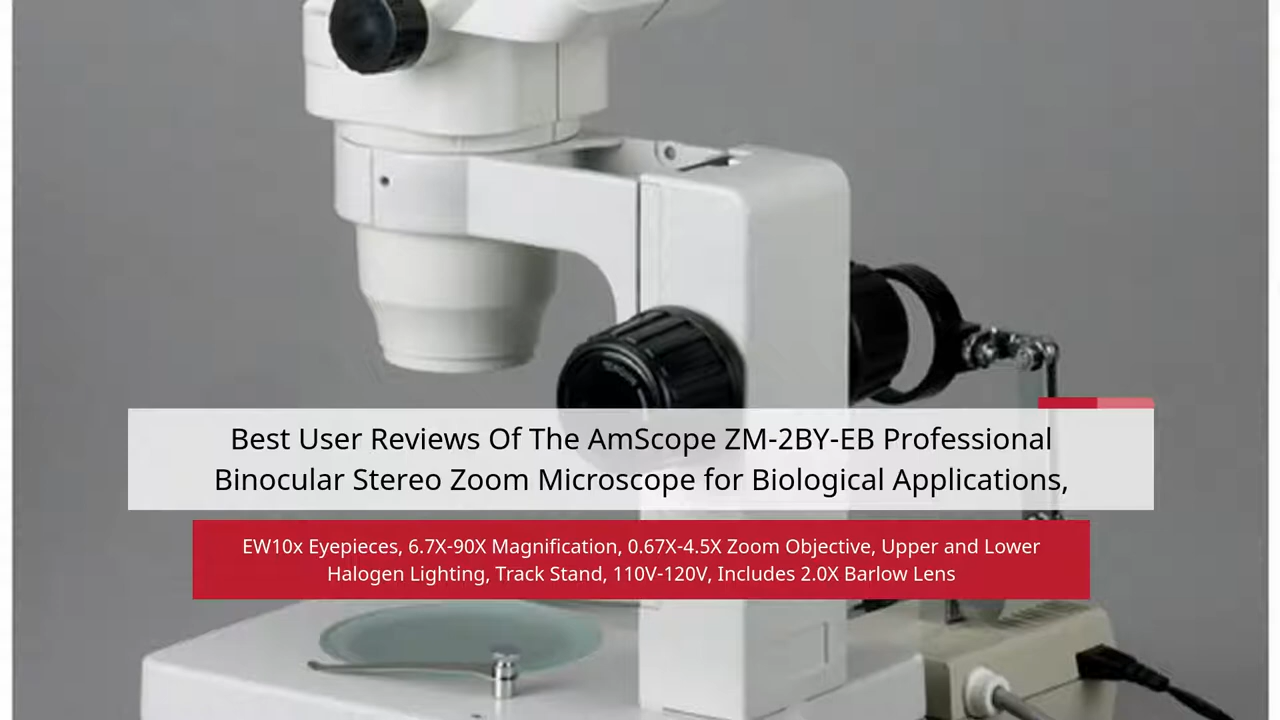 Best User Reviews Of The AmScope ZM-2BY-EB Professional
Binocular Stereo Zoom Microscope for Biological Applications,
EW10x Eyepieces, 6.7X-90X Magnification, 0.67X-4.5X Zoom Objective, Upper and Lower
Halogen Lighting, Track Stand, 110V-120V, Includes 2.0X Barlow Lens